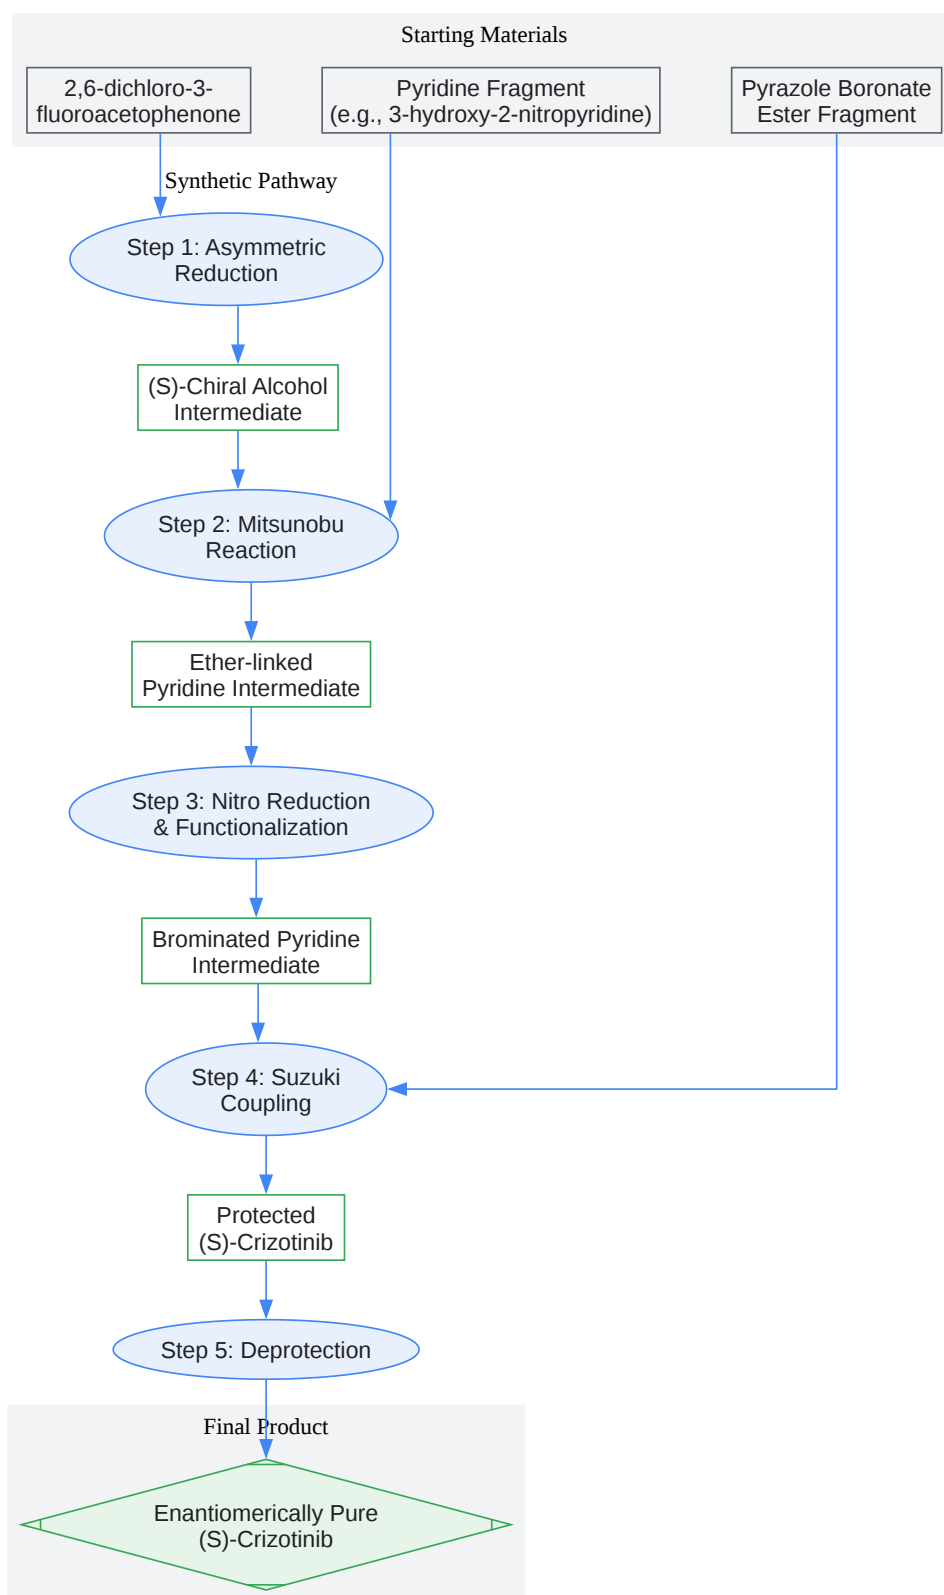 Starting Materials
2,6-dichloro-3-
fluoroacetophenone
Pyridine Fragment
(e.g., 3-hydroxy-2-nitropyridine)
Pyrazole Boronate
Ester Fragment
Synthetic Pathway
Step 1: Asymmetric
Reduction
(S)-Chiral Alcohol
Intermediate
Step 2: Mitsunobu
Reaction
Ether-linked
Pyridine Intermediate
Step 3: Nitro Reduction
& Functionalization
Brominated Pyridine
Intermediate
Step 4: Suzuki
Coupling
Protected
(S)-Crizotinib
Step 5: Deprotection
Final Product
Enantiomerically Pure
(S)-Crizotinib